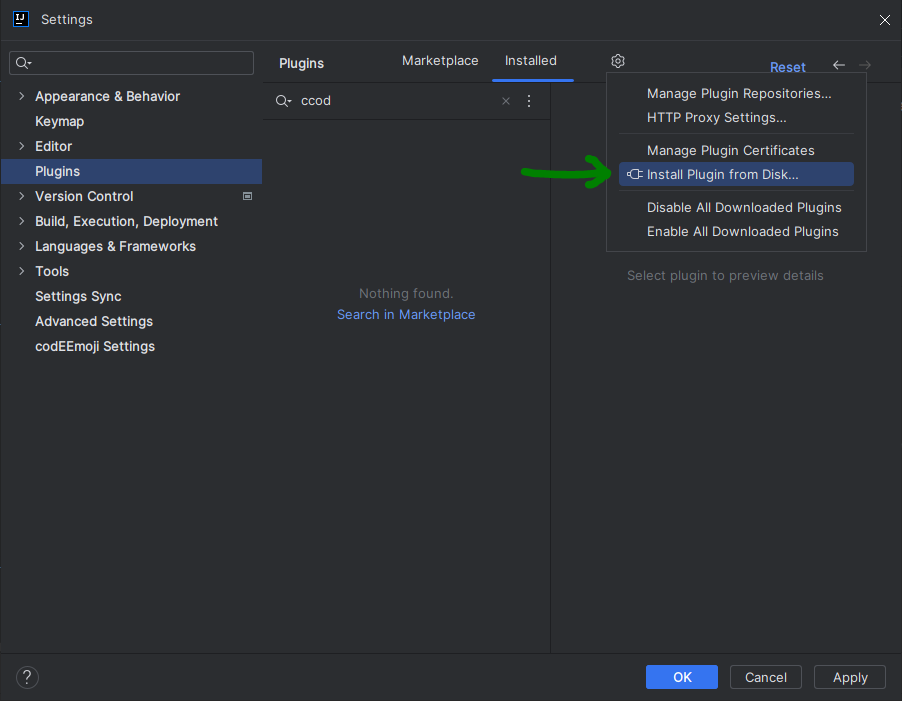 IJ
Settings
Plugins
Marketplace
Installed
Reset
Appearance & Behavior
Keymap
Editor
Plugins
Version Control
Build, Execution, Deployment
Languages & Frameworks
Tools
Settings Sync
Advanced Settings
codEEmoji Settings
ccod
Nothing found.
Search in Marketplace
Manage Plugin Repositories...
HTTP Proxy Settings...
Manage Plugin Certificates
Install Plugin from Disk...
Disable All Downloaded Plugins
Enable All Downloaded Plugins
Select plugin to preview details
?
OK
Cancel
Apply